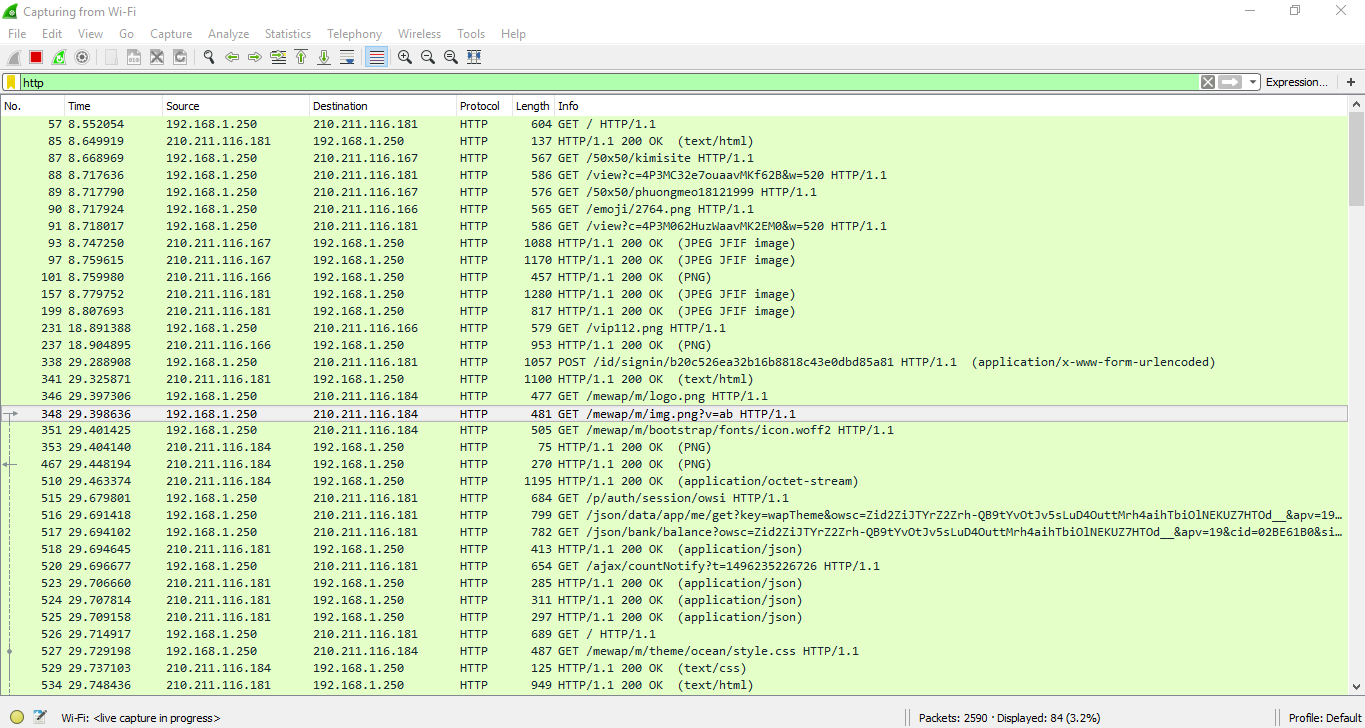 Capturing from Wi-Fi
File Edit View Go Capture Analyze Statistics Telephony Wireless Tools Help
http Expression... +
No. Time Source Destination Protocol Length Info
57 8.552054 192.168.1.250 210.211.116.181 HTTP 604 GET / HTTP/1.1
85 8.649919 210.211.116.181 192.168.1.250 HTTP 137 HTTP/1.1 200 OK (text/html)
87 8.668969 192.168.1.250 210.211.116.167 HTTP 567 GET /50x50/kimisite HTTP/1.1
88 8.717636 192.168.1.250 210.211.116.181 HTTP 586 GET /view?c=4P3MC32e7ouaavMKf62B&w=520 HTTP/1.1
89 8.717790 192.168.1.250 210.211.116.167 HTTP 576 GET /50x50/phuongmeo18121999 HTTP/1.1
90 8.717924 192.168.1.250 210.211.116.166 HTTP 565 GET /emoji/2764.png HTTP/1.1
91 8.718017 192.168.1.250 210.211.116.181 HTTP 586 GET /view?c=4P3M062HuzWaavMK2EM0&w=520 HTTP/1.1
93 8.747250 210.211.116.167 192.168.1.250 HTTP 1088 HTTP/1.1 200 OK (JPEG JFIF image)
97 8.759615 210.211.116.167 192.168.1.250 HTTP 1170 HTTP/1.1 200 OK (JPEG JFIF image)
101 8.759980 210.211.116.166 192.168.1.250 HTTP 457 HTTP/1.1 200 OK (PNG)
157 8.779752 210.211.116.181 192.168.1.250 HTTP 1280 HTTP/1.1 200 OK (JPEG JFIF image)
199 8.807693 210.211.116.181 192.168.1.250 HTTP 817 HTTP/1.1 200 OK (JPEG JFIF image)
231 18.891388 192.168.1.250 210.211.116.166 HTTP 579 GET /vip112.png HTTP/1.1
237 18.904895 210.211.116.166 192.168.1.250 HTTP 953 HTTP/1.1 200 OK (PNG)
338 29.288908 192.168.1.250 210.211.116.181 HTTP 1057 POST /id/signin/b20c526ea32b16b8818c43e0dbd85a81 HTTP/1.1 (application/x-www-form-urlencoded)
341 29.325871 210.211.116.181 192.168.1.250 HTTP 1100 HTTP/1.1 200 OK (text/html)
346 29.397306 192.168.1.250 210.211.116.184 HTTP 477 GET /mewap/m/logo.png HTTP/1.1
348 29.398636 192.168.1.250 210.211.116.184 HTTP 481 GET /mewap/m/img.png?v=ab HTTP/1.1
351 29.401425 192.168.1.250 210.211.116.184 HTTP 505 GET /mewap/m/bootstrap/fonts/icon.woff2 HTTP/1.1
353 29.404140 210.211.116.184 192.168.1.250 HTTP 75 HTTP/1.1 200 OK (PNG)
467 29.448194 210.211.116.184 192.168.1.250 HTTP 270 HTTP/1.1 200 OK (PNG)
510 29.463374 210.211.116.184 192.168.1.250 HTTP 1195 HTTP/1.1 200 OK (application/octet-stream)
515 29.679801 192.168.1.250 210.211.116.181 HTTP 684 GET /p/auth/session/owsi HTTP/1.1
516 29.691418 192.168.1.250 210.211.116.181 HTTP 799 GET /json/data/app/me/get?key=wapTheme&owsc=Zid2ZiJTYrZ2Zrh-QB9tYvOtJv5sLuD4OuttMrh4aihTbiOlNEKUZ7HTOd__&apv=19...
517 29.694102 192.168.1.250 210.211.116.181 HTTP 782 GET /json/bank/balance?owsc=Zid2ZiJTYrZ2Zrh-QB9tYvOtJv5sLuD4OuttMrh4aihTbiOlNEKUZ7HTOd__&apv=19&cid=02BE61B0&si...
518 29.694645 210.211.116.181 192.168.1.250 HTTP 413 HTTP/1.1 200 OK (application/json)
520 29.696677 192.168.1.250 210.211.116.181 HTTP 654 GET /ajax/countNotify?t=1496235226726 HTTP/1.1
523 29.706660 210.211.116.181 192.168.1.250 HTTP 285 HTTP/1.1 200 OK (application/json)
524 29.707814 210.211.116.181 192.168.1.250 HTTP 311 HTTP/1.1 200 OK (application/json)
525 29.709158 210.211.116.181 192.168.1.250 HTTP 297 HTTP/1.1 200 OK (application/json)
526 29.714917 192.168.1.250 210.211.116.181 HTTP 689 GET / HTTP/1.1
527 29.729198 192.168.1.250 210.211.116.184 HTTP 487 GET /mewap/m/theme/ocean/style.css HTTP/1.1
529 29.737103 210.211.116.184 192.168.1.250 HTTP 125 HTTP/1.1 200 OK (text/css)
534 29.748436 210.211.116.181 192.168.1.250 HTTP 949 HTTP/1.1 200 OK (text/html)
Wi-Fi: <live capture in progress> Packets: 2590 · Displayed: 84 (3.2%) Profile: Default